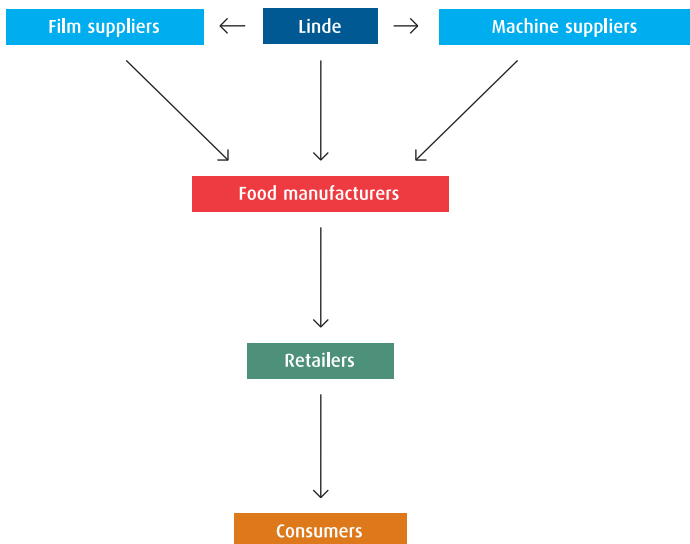 Film suppliers
Linde
Machine suppliers
Food manufacturers
Retailers
Consumers